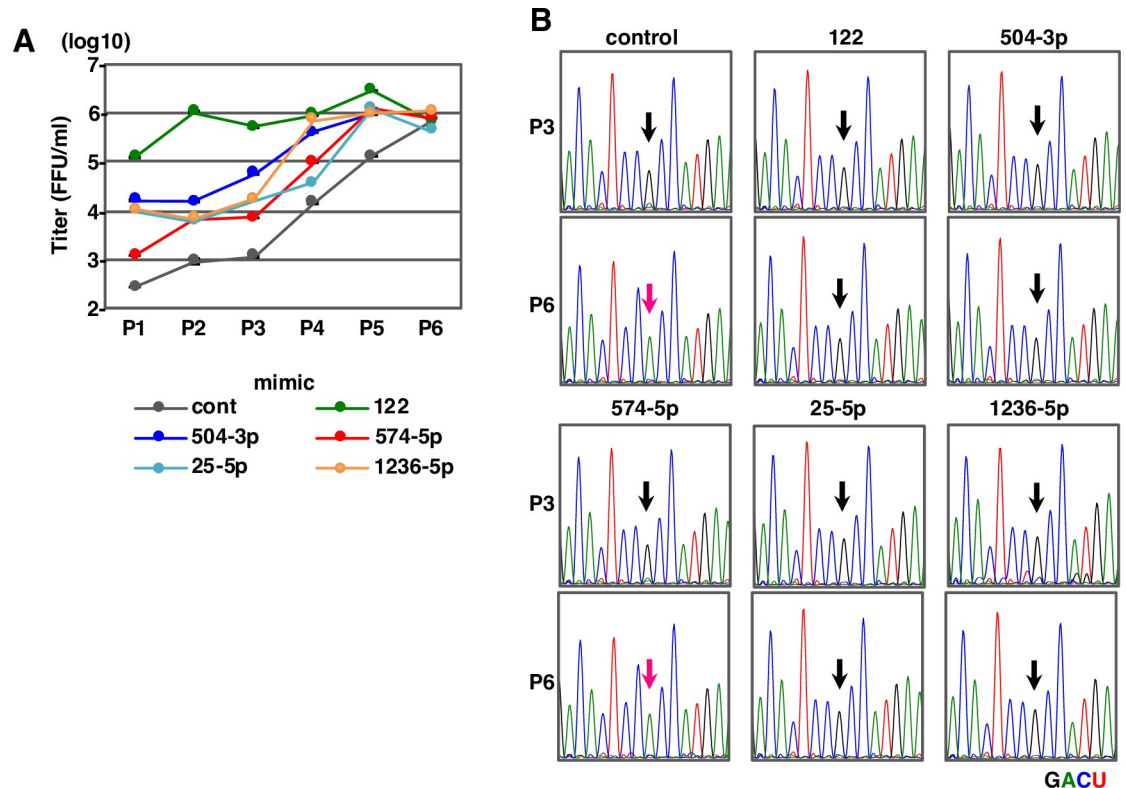 A (log10)
7
6
5
4
3
2
Titer (FFU/ml)
P1 P2 P3 P4 P5 P6
mimic
cont 122
504-3p 574-5p
25-5p 1236-5p
B
control 122 504-3p
P3
P6
574-5p 25-5p 1236-5p
P3
P6
GACU